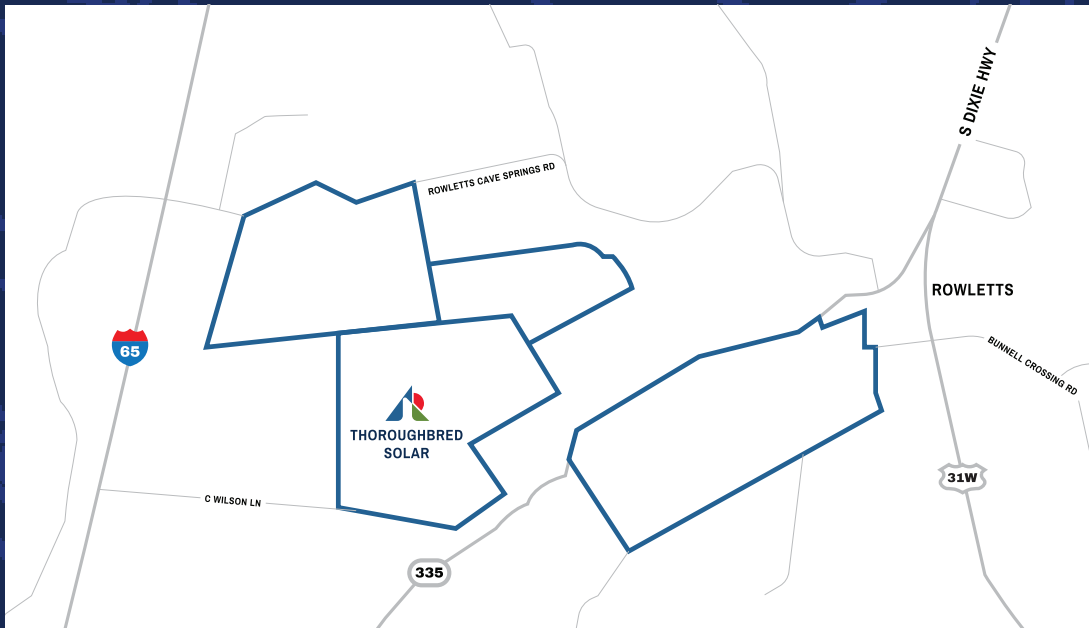 S DIXIE HWY
ROWLETTS CAVE SPRINGS RD
ROWLETTS
65
BUNNELL CROSSING RD
THOROUGHBRED
SOLAR
31W
C WILSON LN
335